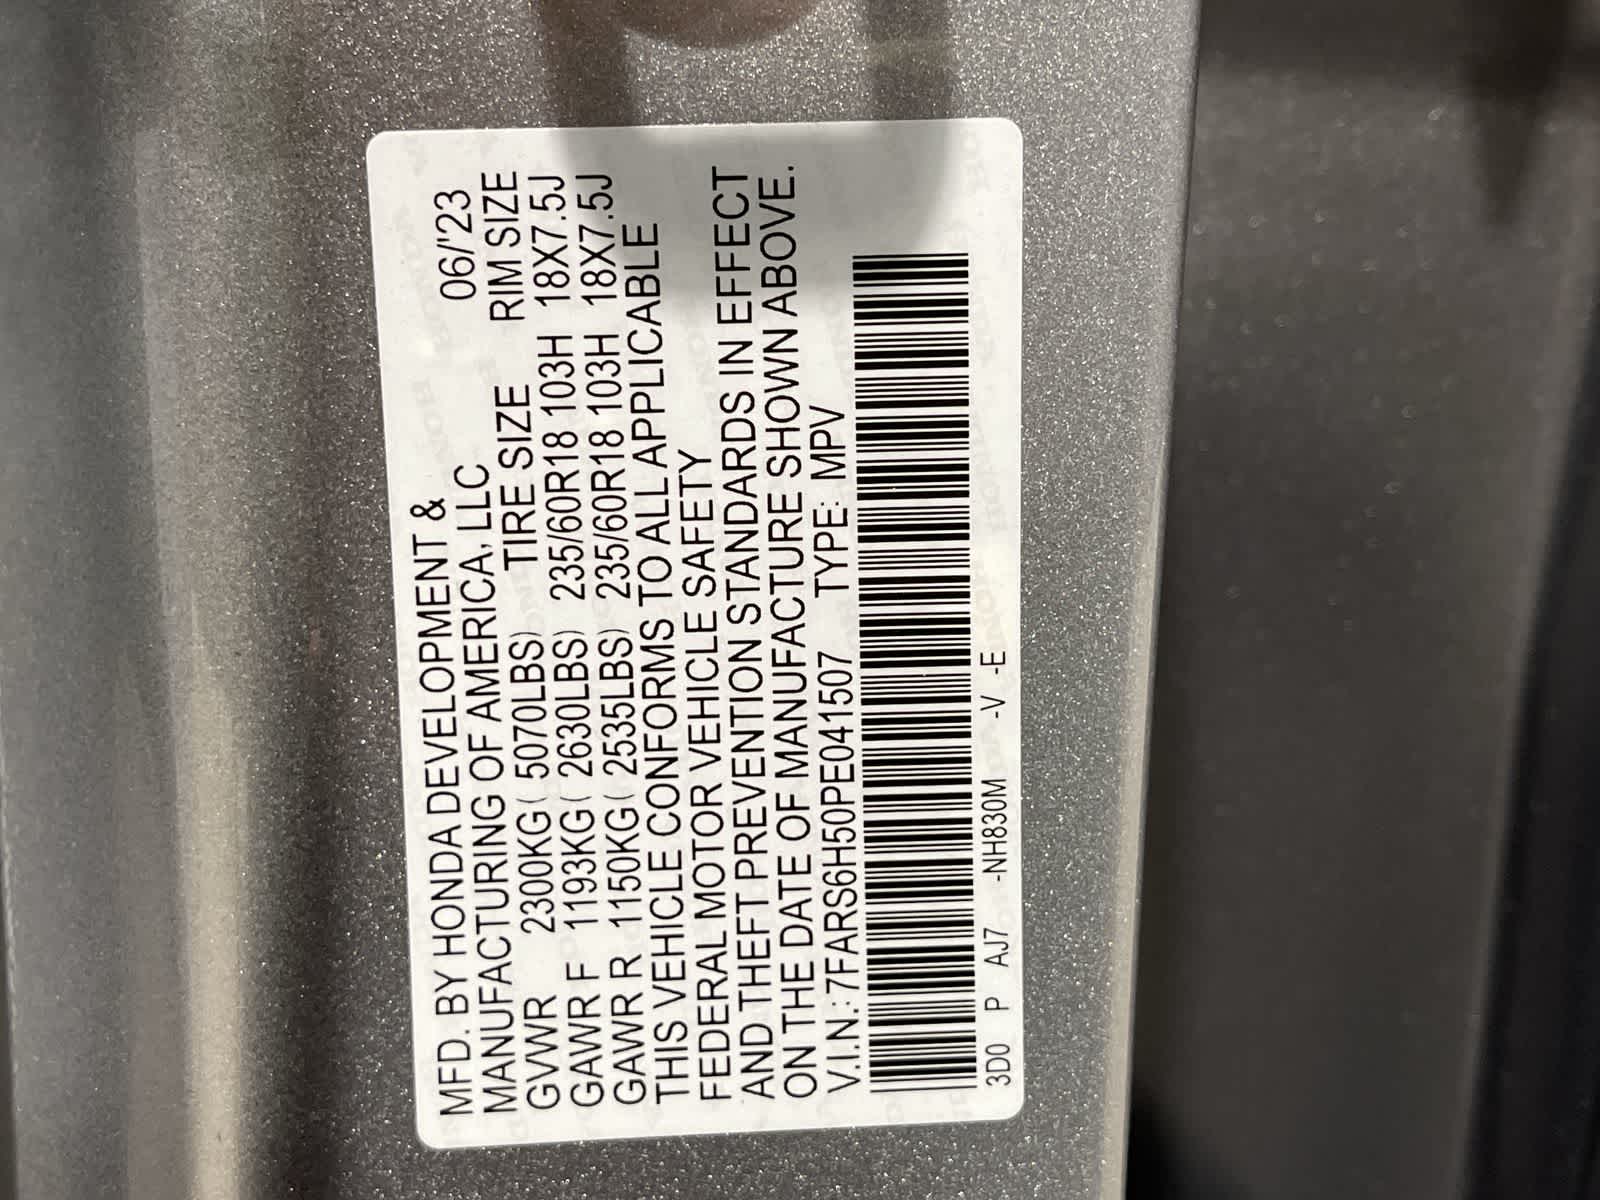 MFD. BY HONDA DEVELOPMENT &
MANUFACTURING OF AMERICA, LLC 06/'23
TIRE SIZE RIM SIZE
GVWR 2300KG( 5070LBS)
GAWR F 1193KG( 2630LBS) 235/60R18 103H 18X7.5J
GAWR R 1150KG( 2535LBS) 235/60R18 103H 18X7.5J
THIS VEHICLE CONFORMS TO ALL APPLICABLE
FEDERAL MOTOR VEHICLE SAFETY
AND THEFT PREVENTION STANDARDS IN EFFECT
ON THE DATE OF MANUFACTURE SHOWN ABOVE.
V.I.N.:7FARS6H50PE041507 TYPE: MPV
3D0 P AJ7 -NH830M -V -E